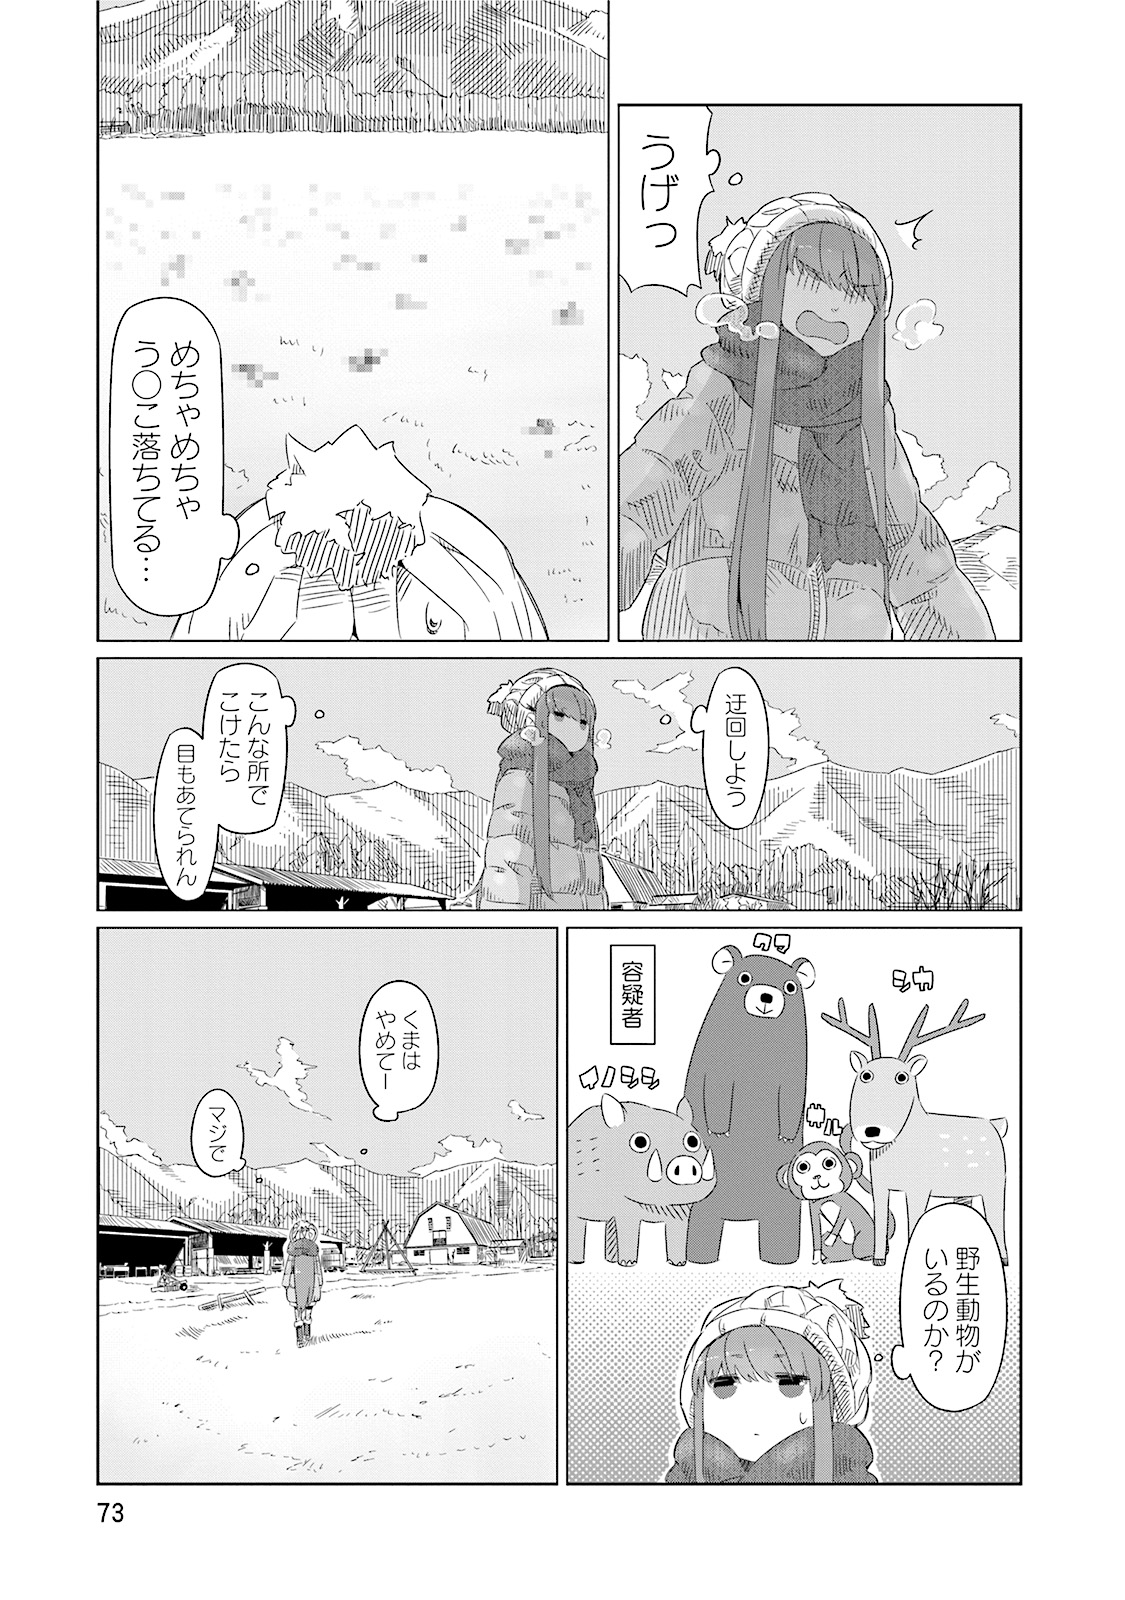 うげっ
めちゃめちゃ
う〇こ落ちてる…
迂回しよう
こんな所で
こけたら
目もあてられん
容疑者
クマ
シカ
イノシシ
サル
野生動物が
いるのか？
くまは
やめてー
マジで
73